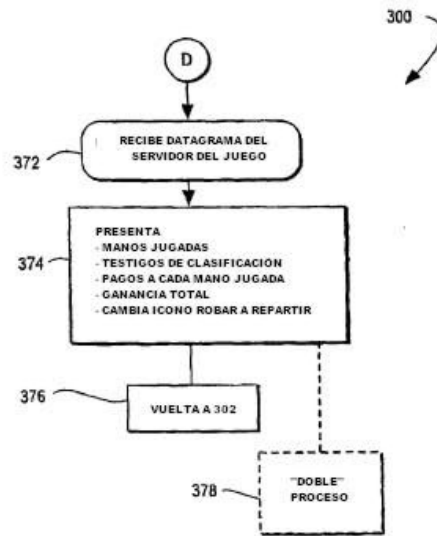 300
D
372
RECIBE DATAGRAMA DEL
SERVIDOR DEL JUEGO
374
PRESENTA
- MANOS JUGADAS
- TESTIGOS DE CLASIFICACIÓN
- PAGOS A CADA MANO JUGADA
- GANANCIA TOTAL
- CAMBIA ICONO ROBAR A REPARTIR
376
VUELTA A 302
378
"DOBLE"
PROCESO